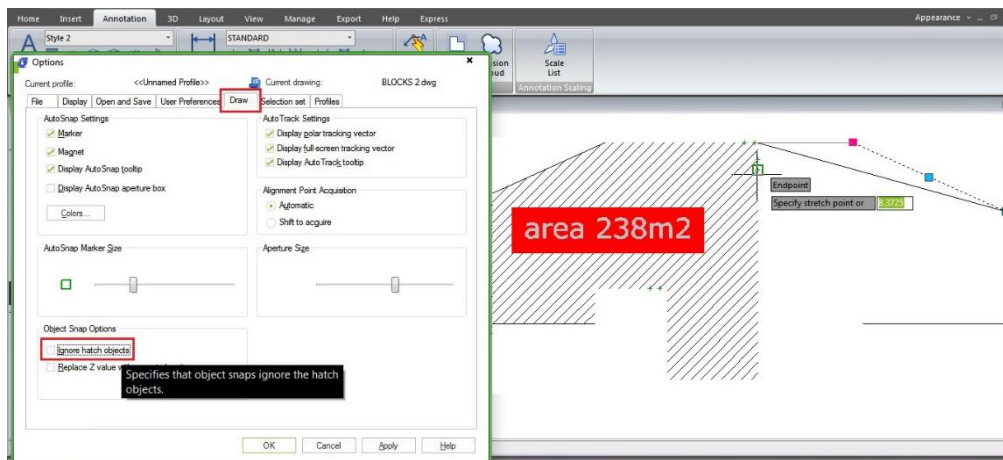 Home Insert Annotation 3D Layout View Manage Export Help Express
Appearance
Style 2
STANDARD
Scale
List
Annotation Scaling
Options
Current profile: <<Unnamed Profile>> Current drawing: BLOCKS 2.dwg
File Display Open and Save User Preferences Draw Selection set Profiles
AutoSnap Settings
Marker
Magnet
Display AutoSnap tooltip
Display AutoSnap aperture box
Colors...
AutoTrack Settings
Display polar tracking vector
Display full-screen tracking vector
Display AutoTrack tooltip
Alignment Point Acquisition
Automatic
Shift to acquire
AutoSnap Marker Size
Aperture Size
Object Snap Options
Ignore hatch objects
Replace Z value
Specifies that object snaps ignore the hatch
objects.
OK Cancel Apply Help
area 238m2
Endpoint
Specify stretch point or 8.3725